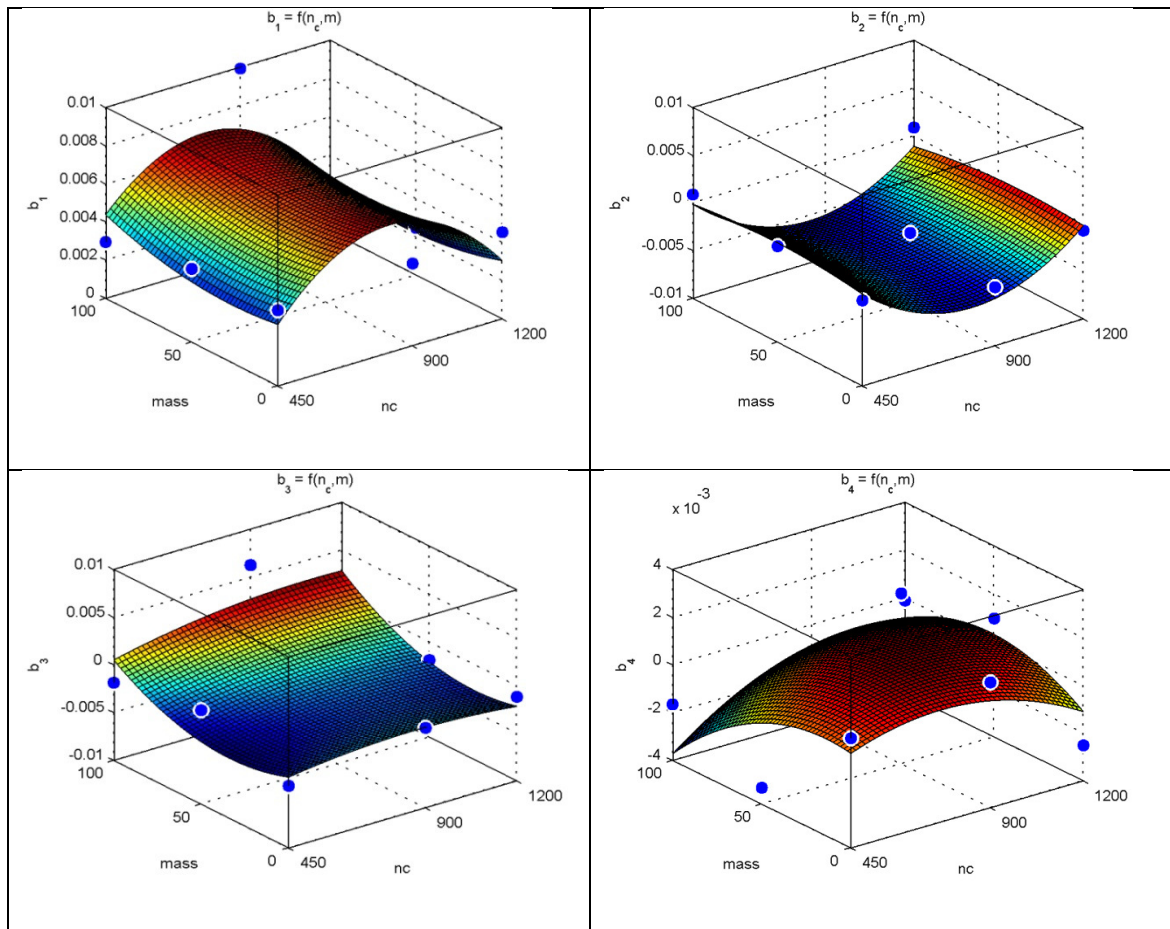 b1 = f(nc,m)
0.01
0.008
0.006
0.004
0.002
0
b1
100
50
0
mass
450
900
1200
nc
b2 = f(nc,m)
0.01
0.005
0
-0.005
-0.01
b2
100
50
0
mass
450
900
1200
nc
b3 = f(nc,m)
0.01
0.005
0
-0.005
-0.01
b3
100
50
0
mass
450
900
1200
nc
b4 = f(nc,m)
x 10-3
4
2
0
-2
-4
b4
100
50
0
mass
450
900
1200
nc